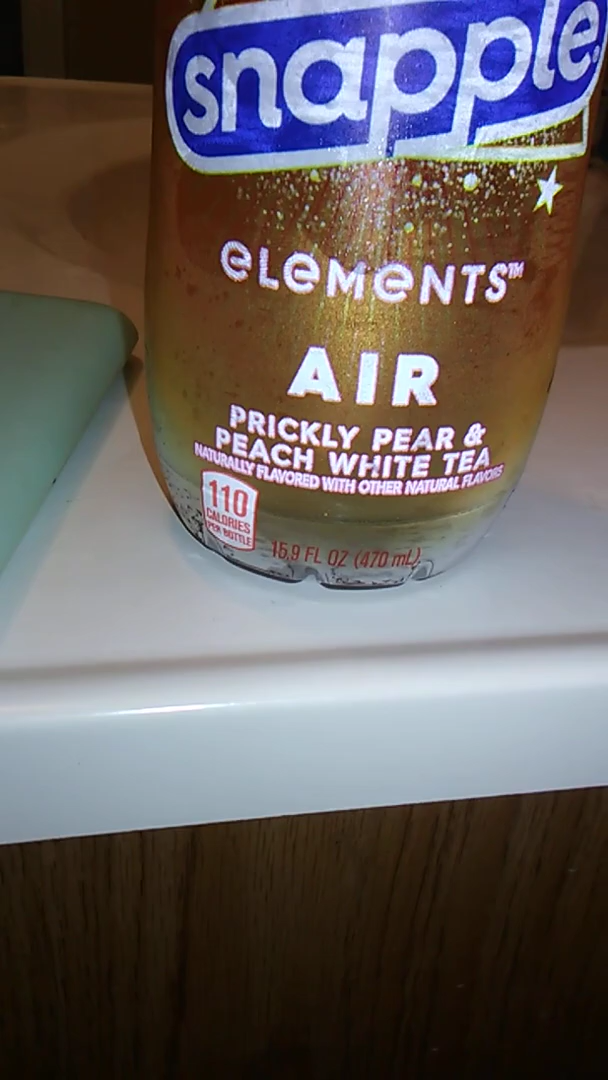 snapple
eLeMeNTS™
AIR
PRICKLY PEAR &
PEACH WHITE TEA
NATURALLY FLAVORED WITH OTHER NATURAL FLAVORS
110
CALORIES
PER BOTTLE
15.9 FL OZ (470 mL)